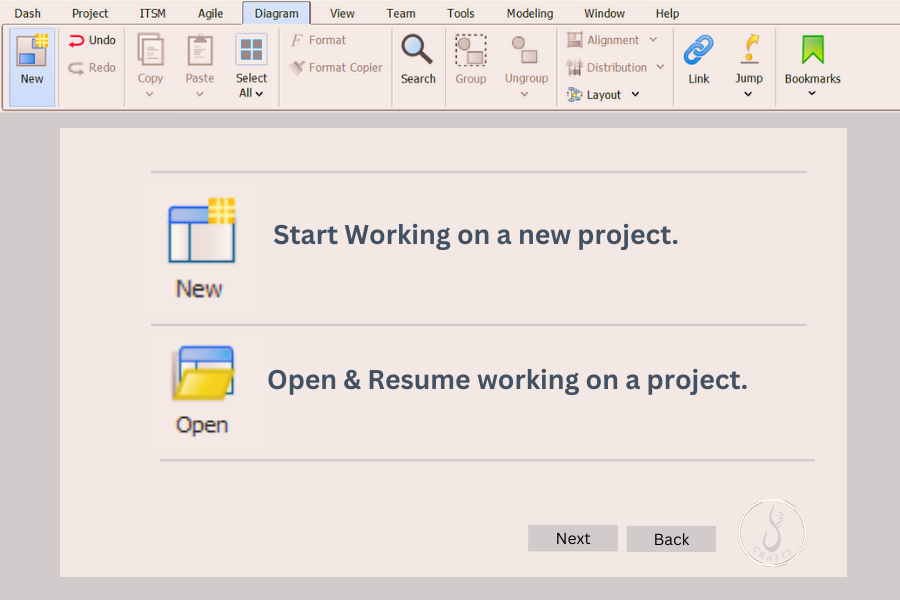 Dash Project ITSM Agile Diagram View Team Tools Modeling Window Help
New
Undo
Redo
Copy
Paste
Select
All
Format
Format Copier
Search
Group
Ungroup
Alignment
Distribution
Layout
Link
Jump
Bookmarks
New
Start Working on a new project.
Open
Open & Resume working on a project.
Next
Back
CRAFTS